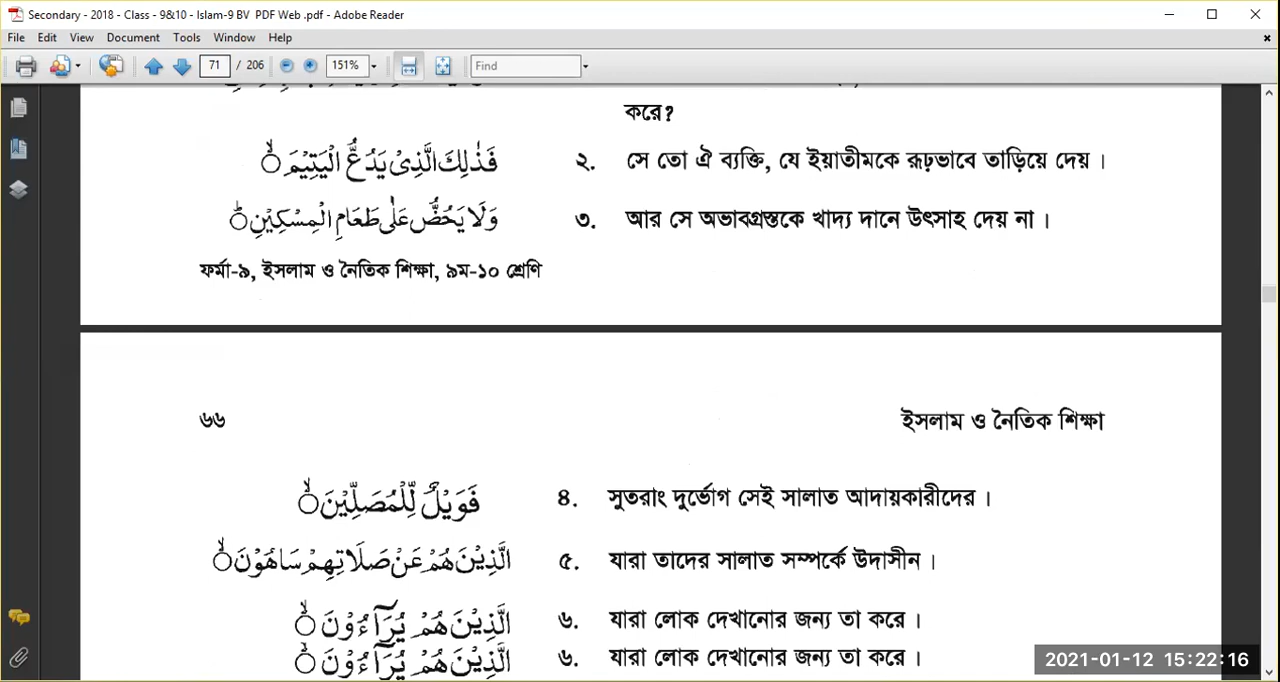 Secondary - 2018 - Class - 9&10 - Islam-9 BV PDF Web .pdf - Adobe Reader
File Edit View Document Tools Window Help
71 / 206 151% Find
করে?
فَذٰلِكَ الَّذِیْ یَدُعُّ الْیَتِیْمَ ۙ ২. সে তো ঐ ব্যক্তি, যে ইয়াতীমকে রূঢ়ভাবে তাড়িয়ে দেয় ।
وَلَا یَحُضُّ عَلٰی طَعَامِ الْمِسْكِیْنِ ؕ ৩. আর সে অভাবগ্রস্তকে খাদ্য দানে উৎসাহ দেয় না ।
ফর্মা-৯, ইসলাম ও নৈতিক শিক্ষা, ৯ম-১০ শ্রেণি
৬৬ ইসলাম ও নৈতিক শিক্ষা
فَوَیْلٌ لِّلْمُصَلِّیْنَ ۙ ৪. সুতরাং দুর্ভোগ সেই সালাত আদায়কারীদের ।
الَّذِیْنَ هُمْ عَنْ صَلَاتِهِمْ سَاهُوْنَ ۙ ৫. যারা তাদের সালাত সম্পর্কে উদাসীন ।
الَّذِیْنَ هُمْ یُرَآءُوْنَ ۙ ৬. যারা লোক দেখানোর জন্য তা করে ।
الَّذِیْنَ هُمْ یُرَآءُوْنَ ۙ ৬. যারা লোক দেখানোর জন্য তা করে ।
2021-01-12 15:22:16